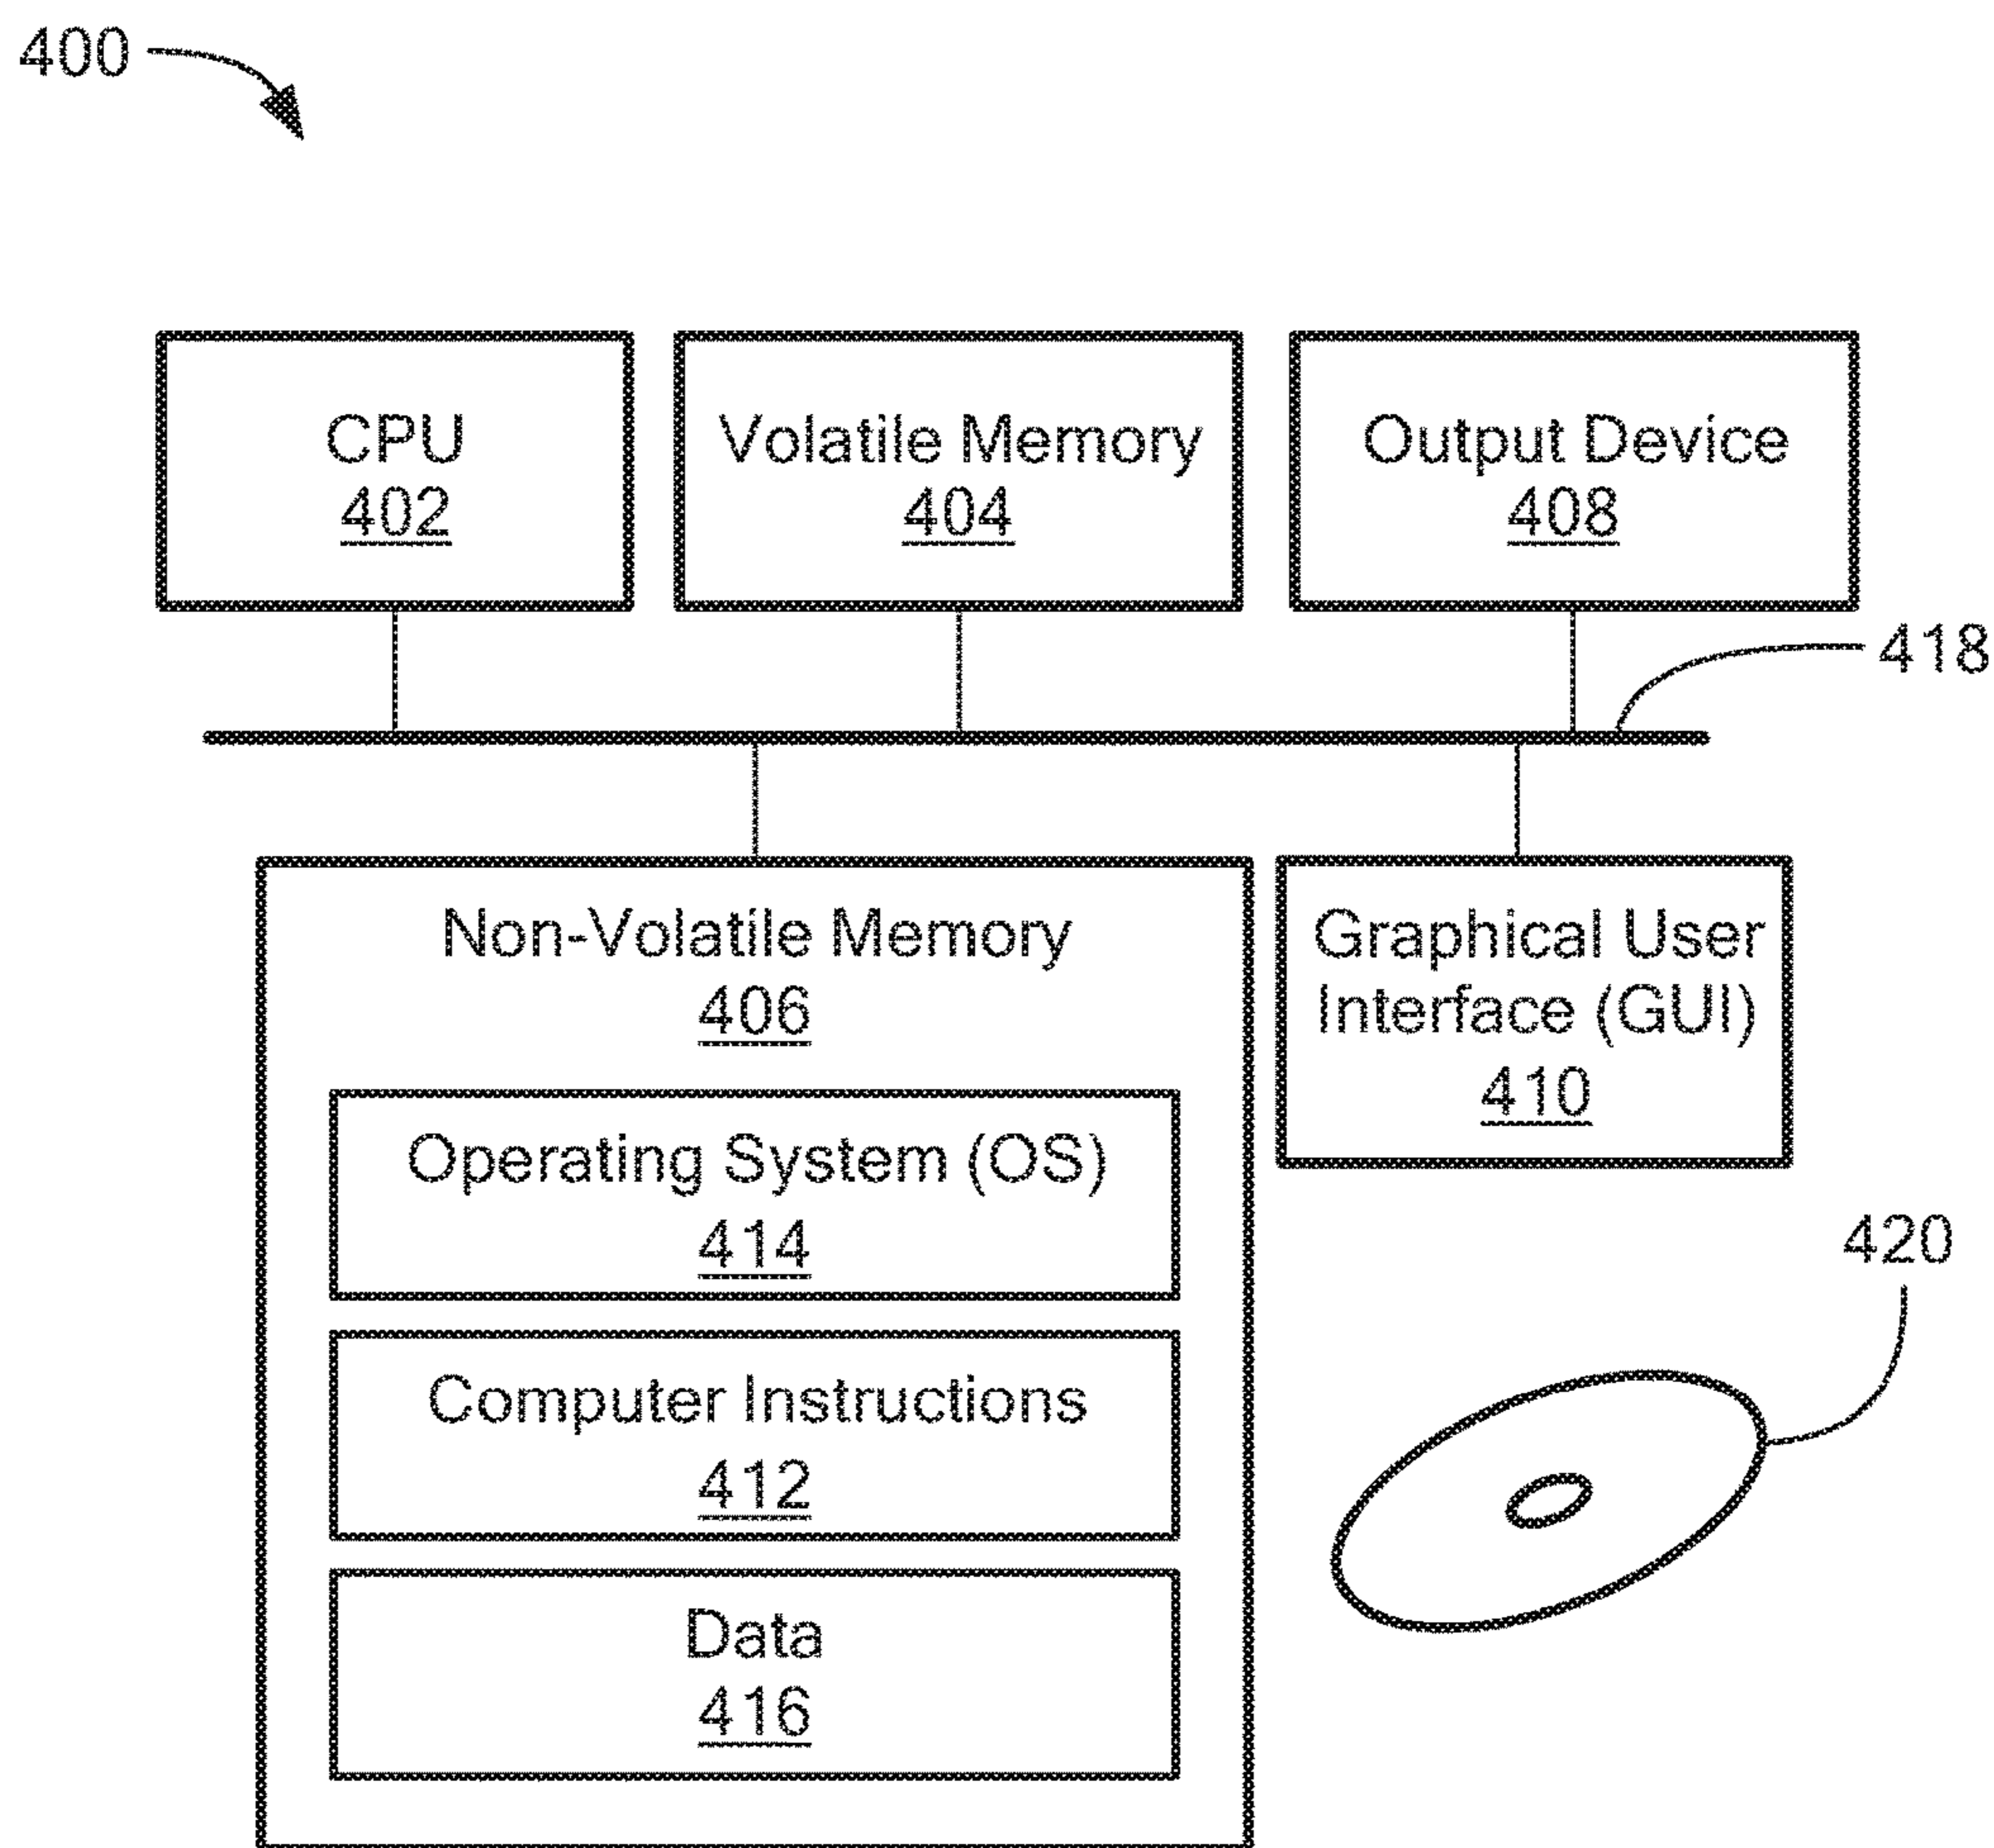 400
CPU
402
Volatile Memory
404
Output Device
408
418
Non-Volatile Memory
406
Graphical User
Interface (GUI)
410
Operating System (OS)
414
Computer Instructions
412
Data
416
420